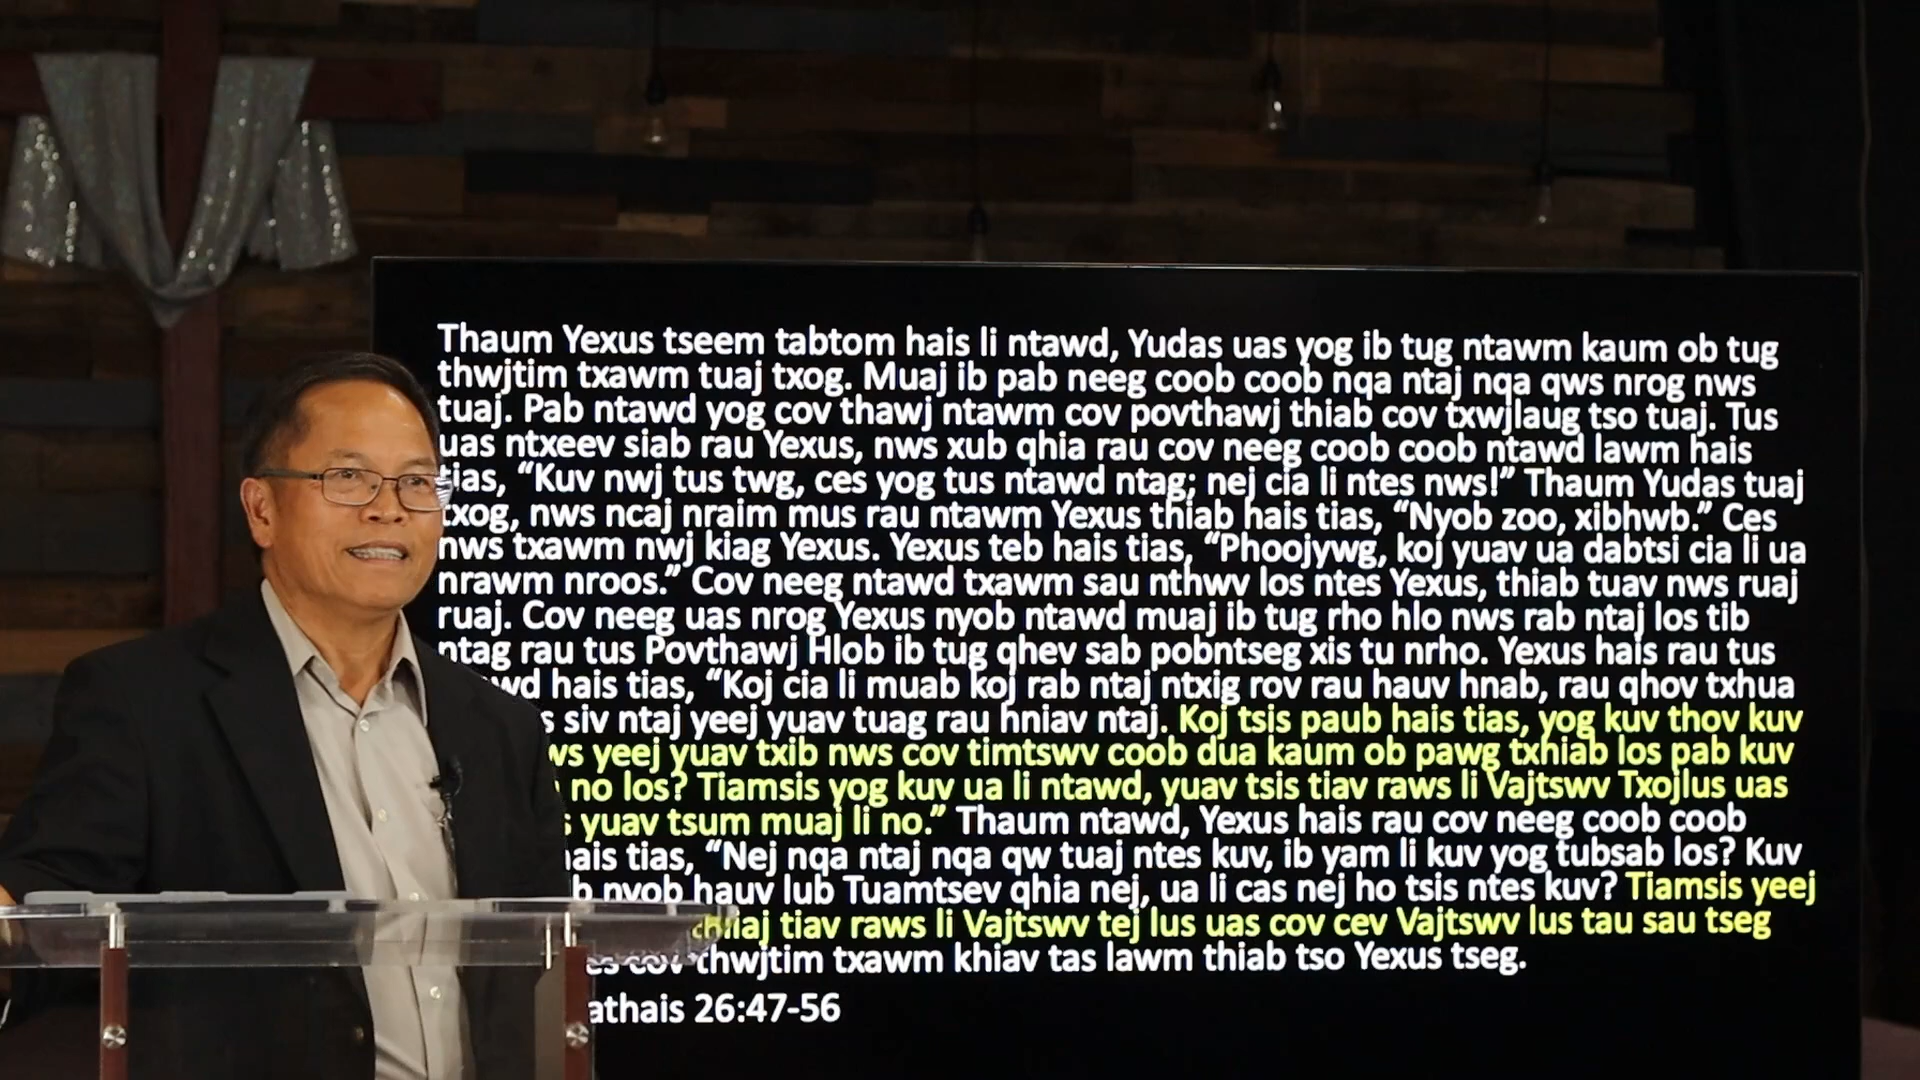 Thaum Yexus tseem tabtom hais li ntawd, Yudas uas yog ib tug ntawm kaum ob tug
thwjtim txawm tuaj txog. Muaj ib pab neeg coob coob nqa ntaj nqa qws nrog nws
tuaj. Pab ntawd yog cov thawj ntawm cov povthawj thiab cov txwjlaug tso tuaj. Tus
uas ntxeev siab rau Yexus, nws xub qhia rau cov neeg coob coob ntawd lawm hais
tias, “Kuv nwj tus twg, ces yog tus ntawd ntag; nej cia li ntes nws!” Thaum Yudas tuaj
txog, nws ncaj nraim mus rau ntawm Yexus thiab hais tias, “Nyob zoo, xibhwb.” Ces
nws txawm nwj kiag Yexus. Yexus teb hais tias, “Phoojywg, koj yuav ua dabtsi cia li ua
nrawm nroos.” Cov neeg ntawd txawm sau nthwv los ntes Yexus, thiab tuav nws ruaj
ruaj. Cov neeg uas nrog Yexus nyob ntawd muaj ib tug rho hlo nws rab ntaj los tib
ntag rau tus Povthawj Hlob ib tug qhev sab pobntseg xis tu nrho. Yexus hais rau tus
hais tias, “Koj cia li muab koj rab ntaj ntxig rov rau hauv hnab, rau qhov txhua
siv ntaj yeej yuav tuag rau hniav ntaj. Koj tsis paub hais tias, yog kuv thov kuv
yeej yuav txib nws cov timtswv coob dua kaum ob pawg txhiab los pab kuv
no los? Tiamsis yog kuv ua li ntawd, yuav tsis tiav raws li Vajtswv Txojlus uas
yuav tsum muaj li no.” Thaum ntawd, Yexus hais rau cov neeg coob coob
hais tias, “Nej nqa ntaj nqa qw tuaj ntes kuv, ib yam li kuv yog tubsab los? Kuv
nyob hauv lub Tuamtsev qhia nej, ua li cas nej ho tsis ntes kuv? Tiamsis yeej
tiav raws li Vajtswv tej lus uas cov cev Vajtswv lus tau sau tseg
cov thwjtim txawm khiav tas lawm thiab tso Yexus tseg.
26:47-56